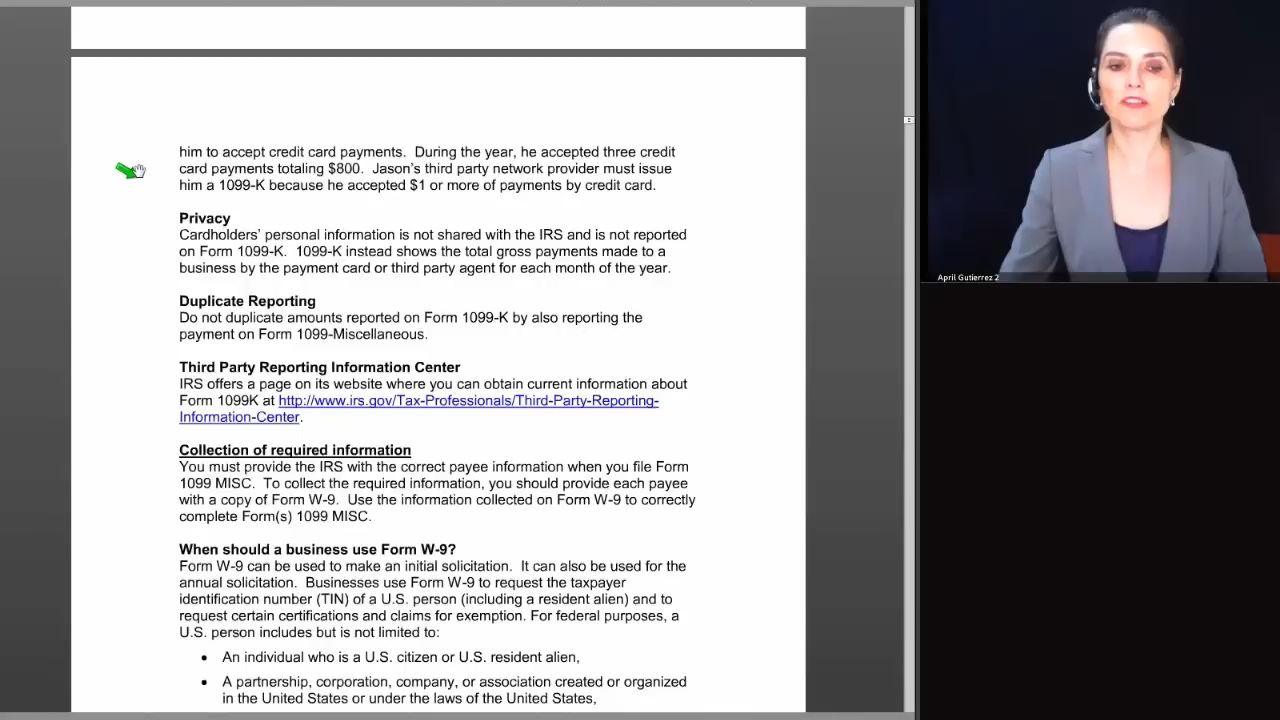 him to accept credit card payments.  During the year, he accepted three credit
card payments totaling $800.  Jason's third party network provider must issue
him a 1099-K because he accepted $1 or more of payments by credit card.
Privacy
Cardholders' personal information is not shared with the IRS and is not reported
on Form 1099-K.  1099-K instead shows the total gross payments made to a
business by the payment card or third party agent for each month of the year.
Duplicate Reporting
Do not duplicate amounts reported on Form 1099-K by also reporting the
payment on Form 1099-Miscellaneous.
Third Party Reporting Information Center
IRS offers a page on its website where you can obtain current information about
Form 1099K at http://www.irs.gov/Tax-Professionals/Third-Party-Reporting-
Information-Center.
Collection of required information
You must provide the IRS with the correct payee information when you file Form
1099 MISC.  To collect the required information, you should provide each payee
with a copy of Form W-9.  Use the information collected on Form W-9 to correctly
complete Form(s) 1099 MISC.
When should a business use Form W-9?
Form W-9 can be used to make an initial solicitation.  It can also be used for the
annual solicitation.  Businesses use Form W-9 to request the taxpayer
identification number (TIN) of a U.S. person (including a resident alien) and to
request certain certifications and claims for exemption. For federal purposes, a
U.S. person includes but is not limited to:
• An individual who is a U.S. citizen or U.S. resident alien,
• A partnership, corporation, company, or association created or organized
in the United States or under the laws of the United States,
April Gutierrez 2